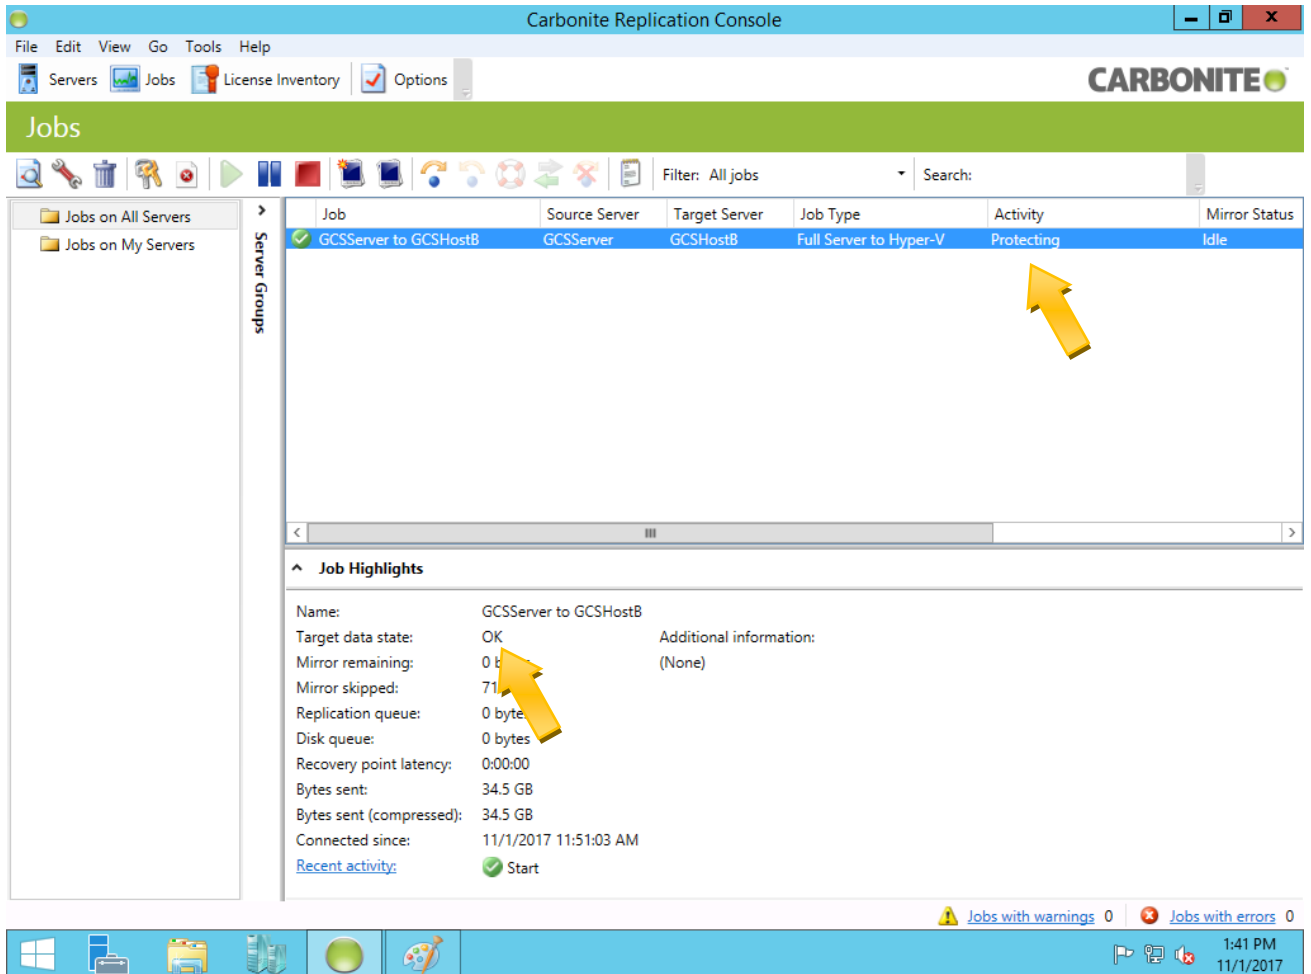 Carbonite Replication Console
File Edit View Go Tools Help
Servers Jobs License Inventory Options
CARBONITE
Jobs
Filter: All jobs Search:
Jobs on All Servers
Jobs on My Servers
Server Groups
Job Source Server Target Server Job Type Activity Mirror Status
GCSServer to GCSHostB GCSServer GCSHostB Full Server to Hyper-V Protecting Idle
Job Highlights
Name: GCSServer to GCSHostB
Target data state: OK Additional information:
Mirror remaining: 0 (None)
Mirror skipped:
Replication queue: 0 bytes
Disk queue: 0 bytes
Recovery point latency: 0:00:00
Bytes sent: 34.5 GB
Bytes sent (compressed): 34.5 GB
Connected since: 11/1/2017 11:51:03 AM
Recent activity: Start
Jobs with warnings 0 Jobs with errors 0
1:41 PM
11/1/2017